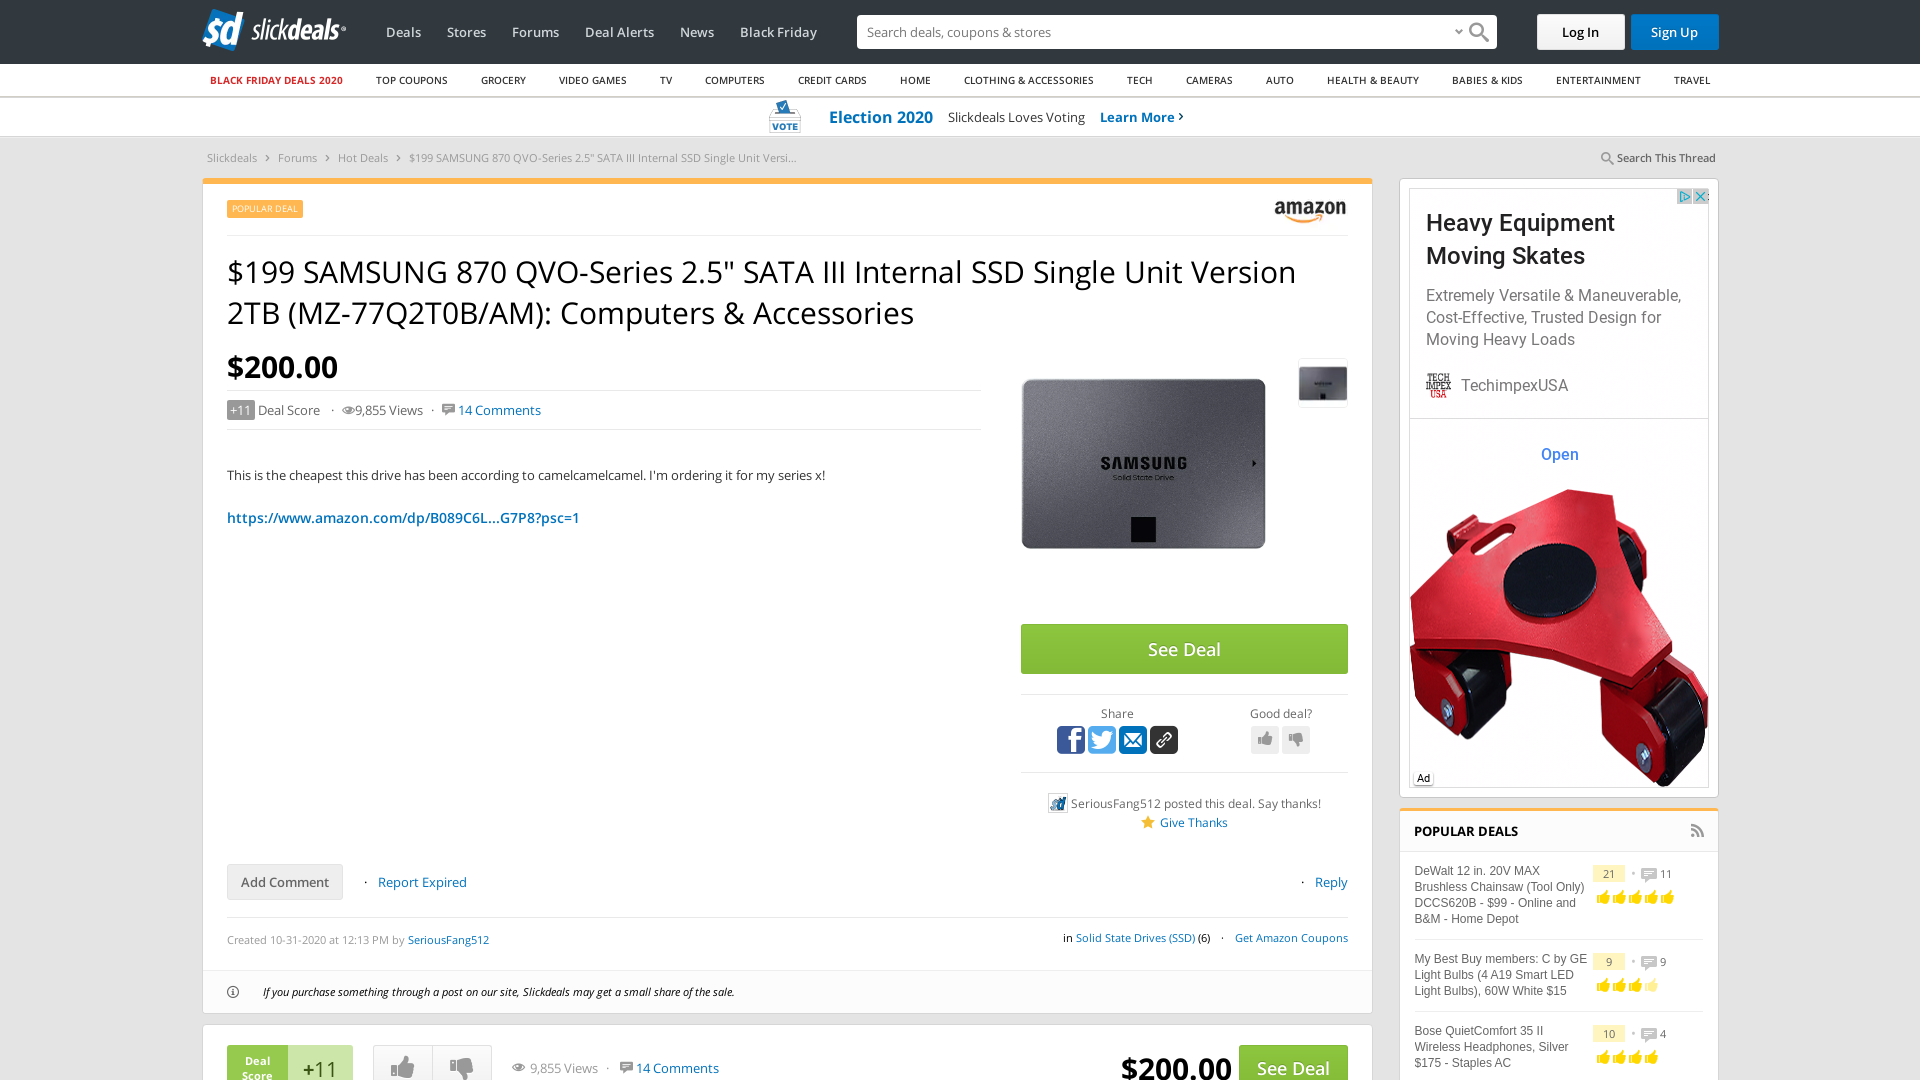 slickdeals
Deals
Stores
Forums
Deal Alerts
News
Black Friday
Search deals, coupons & stores
Log In
Sign Up
BLACK FRIDAY DEALS 2020
TOP COUPONS
GROCERY
VIDEO GAMES
TV
COMPUTERS
CREDIT CARDS
HOME
CLOTHING & ACCESSORIES
TECH
CAMERAS
AUTO
HEALTH & BEAUTY
BABIES & KIDS
ENTERTAINMENT
TRAVEL
VOTE
Election 2020 Slickdeals Loves Voting Learn More
Slickdeals › Forums › Hot Deals › $199 SAMSUNG 870 QVO-Series 2.5" SATA III Internal SSD Single Unit Versi...
Search This Thread
POPULAR DEAL
amazon
$199 SAMSUNG 870 QVO-Series 2.5" SATA III Internal SSD Single Unit Version
2TB (MZ-77Q2T0B/AM): Computers & Accessories
$200.00
+11 Deal Score · 9,855 Views · 14 Comments
This is the cheapest this drive has been according to camelcamelcamel. I'm ordering it for my series x!
https://www.amazon.com/dp/B089C6L...G7P8?psc=1
SAMSUNG
Solid State Drive
See Deal
Share
Good deal?
SeriousFang512 posted this deal. Say thanks!
Give Thanks
Add Comment · Report Expired
· Reply
Created 10-31-2020 at 12:13 PM by SeriousFang512
in Solid State Drives (SSD) (6) · Get Amazon Coupons
If you purchase something through a post on our site, Slickdeals may get a small share of the sale.
Deal
Score
+11
9,855 Views · 14 Comments
$200.00
See Deal
Heavy Equipment
Moving Skates
Extremely Versatile & Maneuverable,
Cost-Effective, Trusted Design for
Moving Heavy Loads
TECH
IMPEX
USA
TechimpexUSA
Open
Ad
POPULAR DEALS
DeWalt 12 in. 20V MAX
Brushless Chainsaw (Tool Only)
DCCS620B - $99 - Online and
B&M - Home Depot
21 • 11
My Best Buy members: C by GE
Light Bulbs (4 A19 Smart LED
Light Bulbs), 60W White $15
9 • 9
Bose QuietComfort 35 II
Wireless Headphones, Silver
$175 - Staples AC
10 • 4